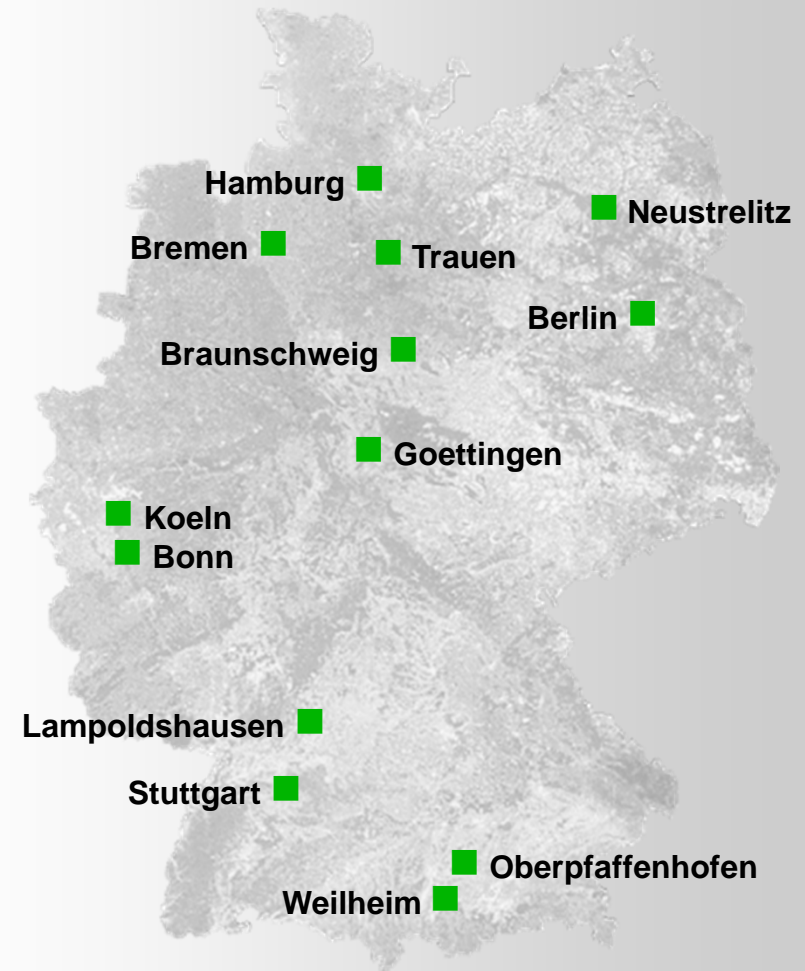 Hamburg
Neustrelitz
Bremen
Trauen
Berlin
Braunschweig
Goettingen
Koeln
Bonn
Lampoldshausen
Stuttgart
Oberpfaffenhofen
Weilheim